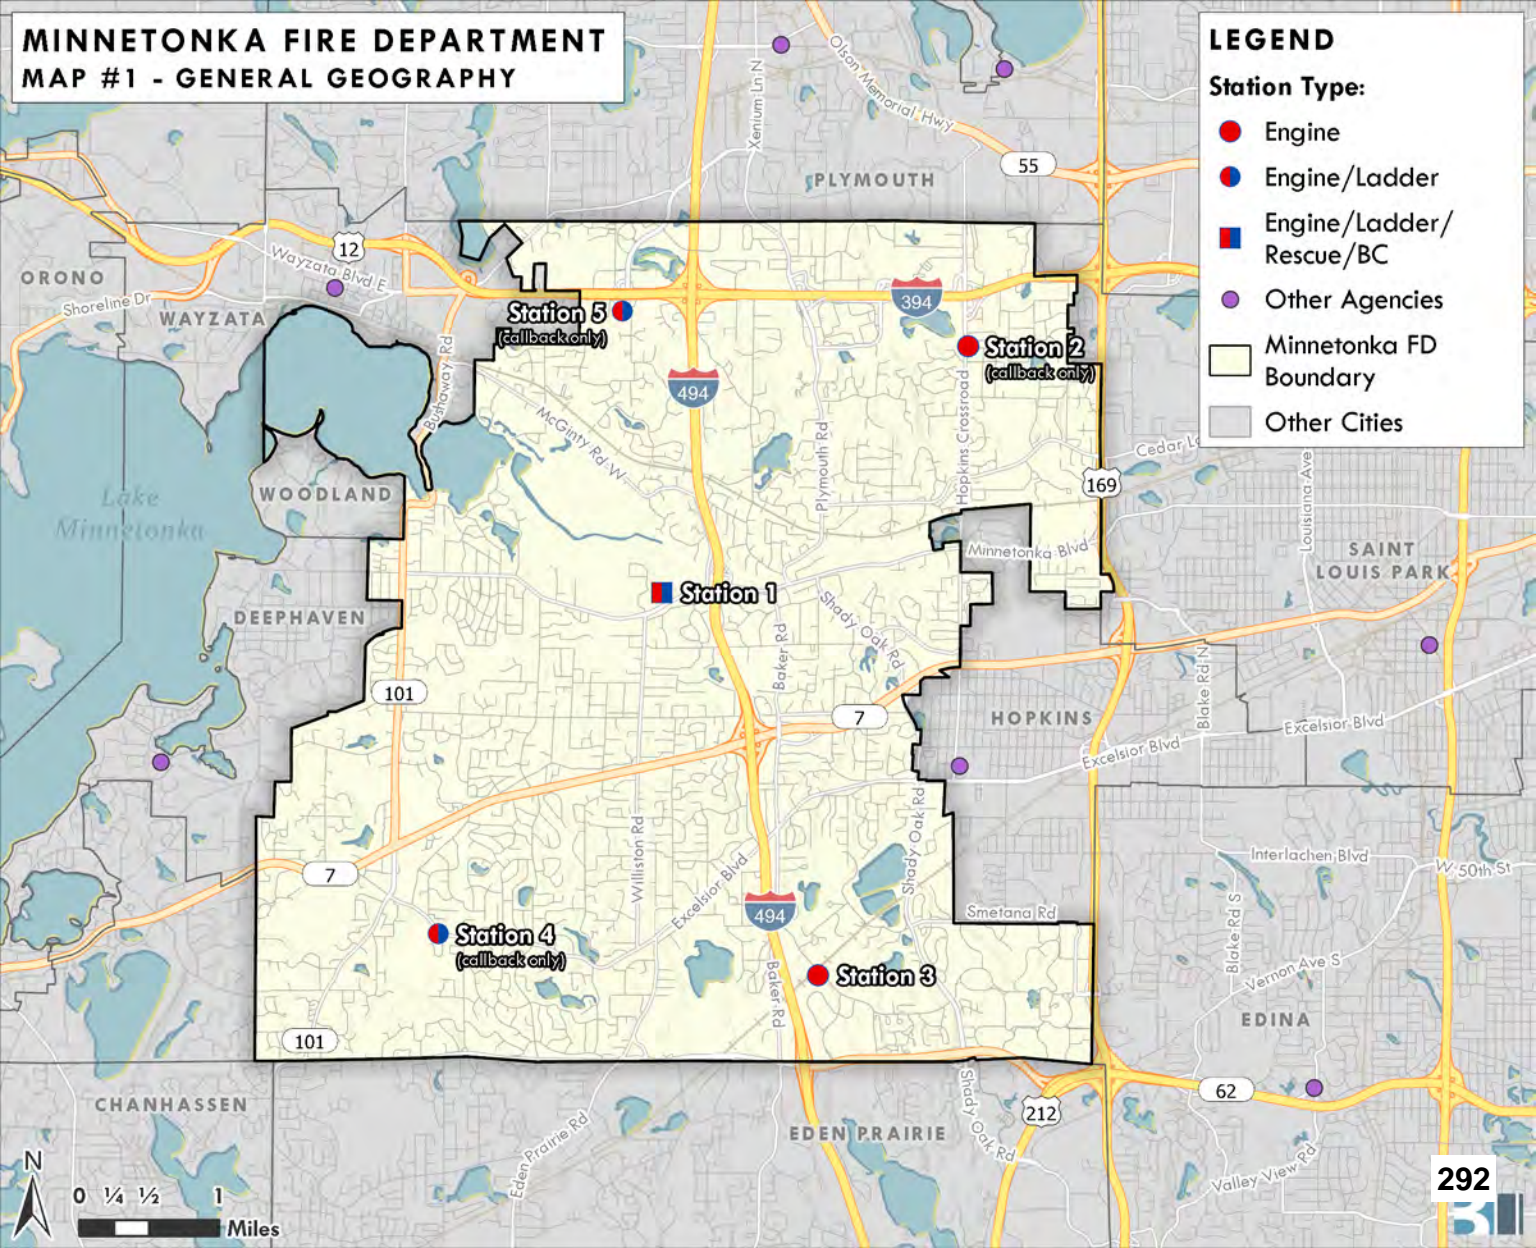 MINNETONKA FIRE DEPARTMENT
MAP #1 - GENERAL GEOGRAPHY
LEGEND
Station Type:
Engine
Engine/Ladder
Engine/Ladder/
Rescue/BC
Other Agencies
Minnetonka FD
Boundary
Other Cities
Xenium Ln N
Olson Memorial Hwy
55
PLYMOUTH
12
Wayzata Blvd E
ORONO
Shoreline Dr
WAYZATA
Bushaway Rd
Station 5
(callback only)
394
Station 2
(callback only)
494
McGinty Rd W
Plymouth Rd
Hopkins Crossroad
169
Louisiana Ave
Lake
Minnetonka
WOODLAND
Minnetonka Blvd
SAINT
LOUIS PARK
Station 1
DEEPHAVEN
Shady Oak Rd
Baker Rd
101
7
HOPKINS
Blake Rd N
Excelsior Blvd
Excelsior Blvd
7
Williston Rd
Excelsior Blvd
Shady Oak Rd
Interlachen Blvd
W 50th St
494
Smetana Rd
Blake Rd S
Vernon Ave S
Station 4
(callback only)
Station 3
Baker Rd
EDINA
101
CHANHASSEN
62
212
EDEN PRAIRIE
Eden Prairie Rd
Shady Oak Rd
Valley View Rd
N
0 ¼ ½ 1
Miles
292